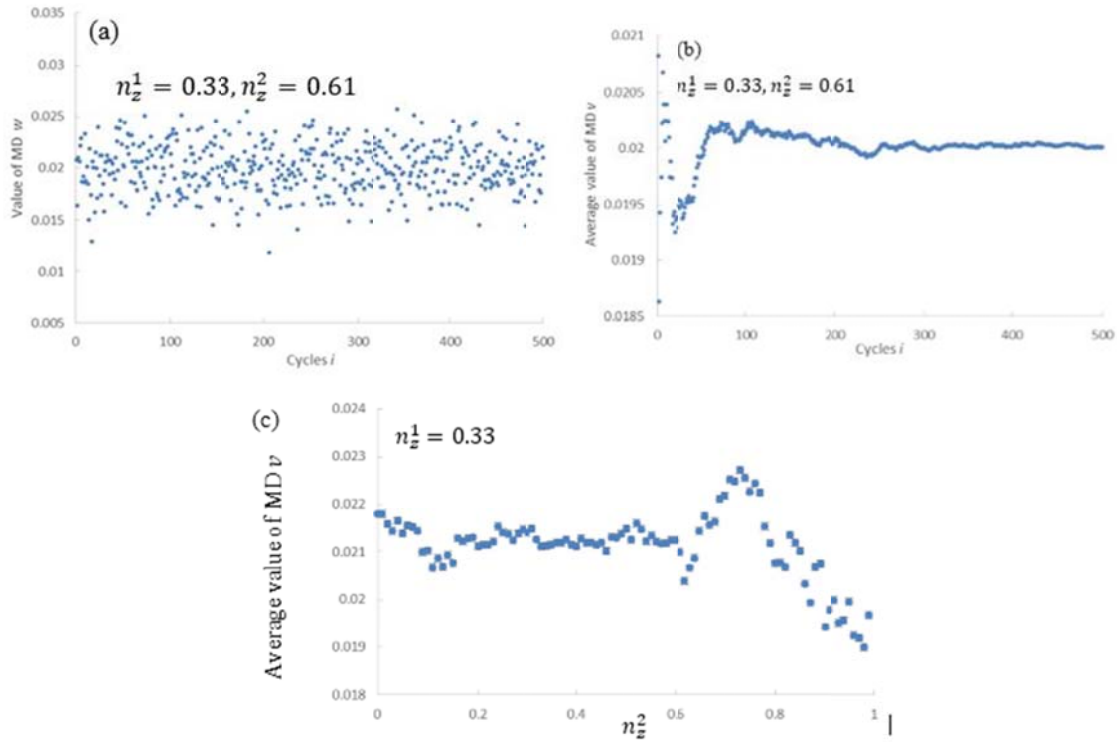 (a)
n_z^1 = 0.33, n_z^2 = 0.61
Value of MD w
0.035
0.03
0.025
0.02
0.015
0.01
0.005
0 100 200 300 400 500
Cycles i
(b)
n_z^1 = 0.33, n_z^2 = 0.61
Average value of MD v
0.021
0.0205
0.02
0.0195
0.019
0.0185
0 100 200 300 400 500
Cycles i
(c)
n_z^1 = 0.33
Average value of MD v
0.024
0.023
0.022
0.021
0.02
0.019
0.018
0 0.2 0.4 0.6 0.8 1
n_z^2